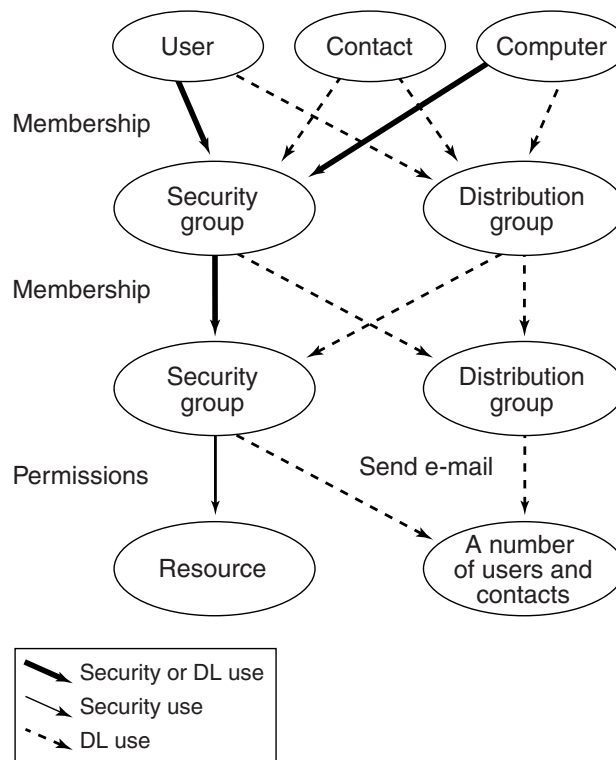 User
Contact
Computer
Membership
Security
group
Distribution
group
Membership
Security
group
Distribution
group
Permissions
Send e-mail
Resource
A number
of users and
contacts
Security or DL use
Security use
DL use